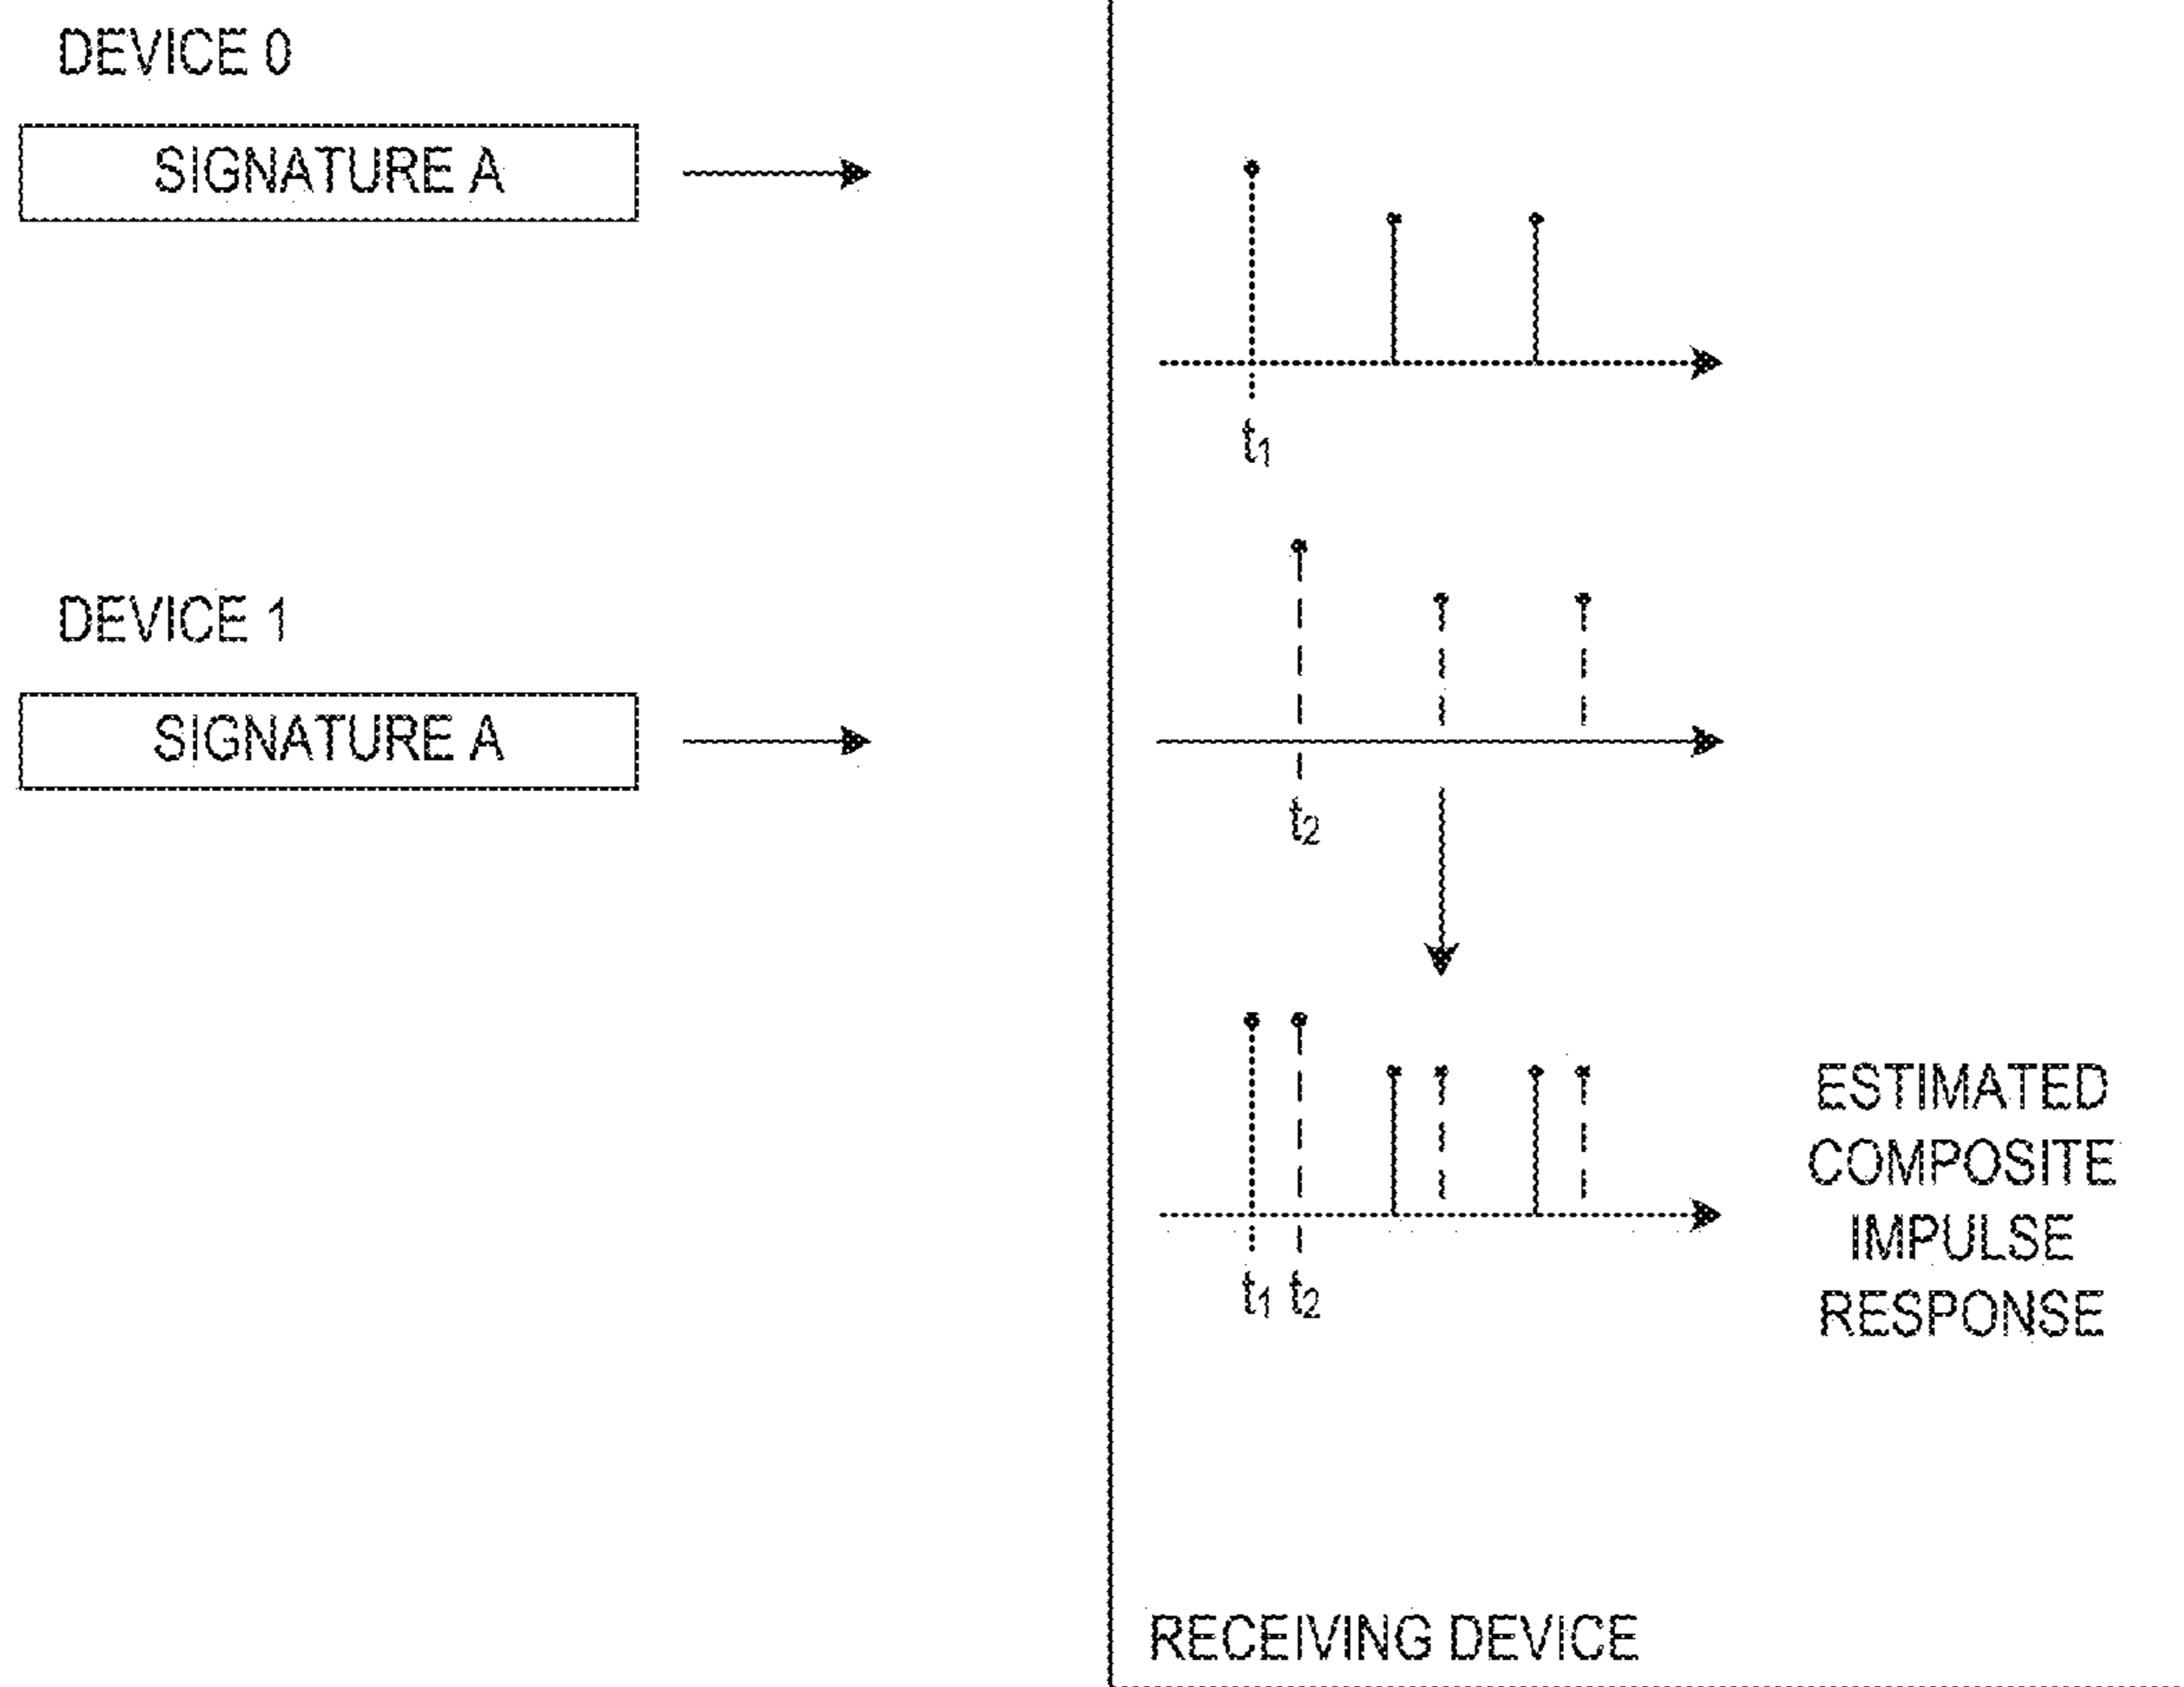 DEVICE 0
SIGNATURE A
t1
DEVICE 1
SIGNATURE A
t2
t1 t2
ESTIMATED
COMPOSITE
IMPULSE
RESPONSE
RECEIVING DEVICE